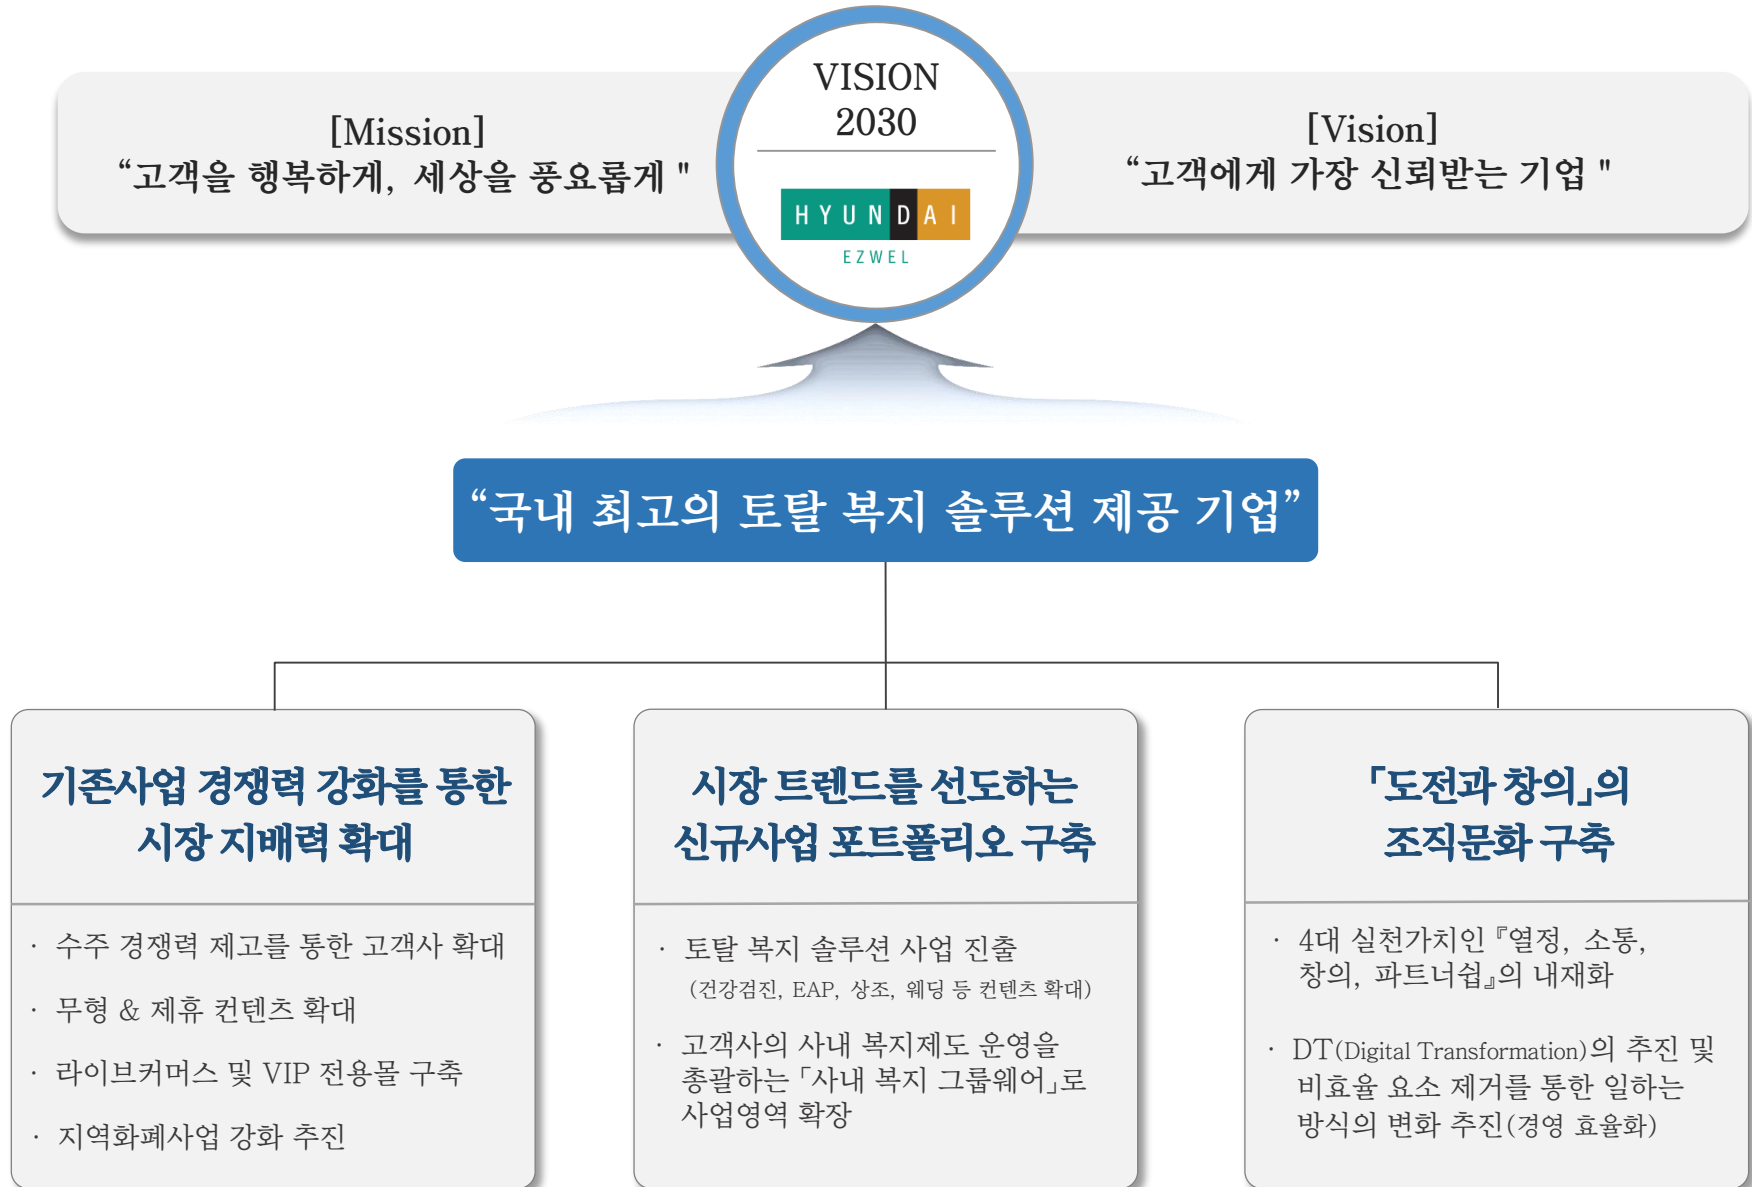 VISION
2030
HYUNDAI
EZWEL
[Mission]
“고객을 행복하게, 세상을 풍요롭게 "
[Vision]
“고객에게 가장 신뢰받는 기업 "
“국내 최고의 토탈 복지 솔루션 제공 기업”
기존사업 경쟁력 강화를 통한
시장 지배력 확대
· 수주 경쟁력 제고를 통한 고객사 확대
· 무형 & 제휴 컨텐츠 확대
· 라이브커머스 및 VIP 전용몰 구축
· 지역화폐사업 강화 추진
시장 트렌드를 선도하는
신규사업 포트폴리오 구축
· 토탈 복지 솔루션 사업 진출
(건강검진, EAP, 상조, 웨딩 등 컨텐츠 확대)
· 고객사의 사내 복지제도 운영을
총괄하는 「사내 복지 그룹웨어」로
사업영역 확장
「도전과 창의」의
조직문화 구축
· 4대 실천가치인 『열정, 소통,
창의, 파트너쉽』의 내재화
· DT(Digital Transformation)의 추진 및
비효율 요소 제거를 통한 일하는
방식의 변화 추진(경영 효율화)